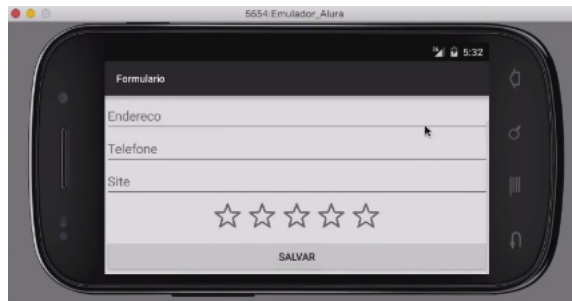 5554:Emulador_Alura
5:32
Formulario
Endereco
Telefone
Site
SALVAR